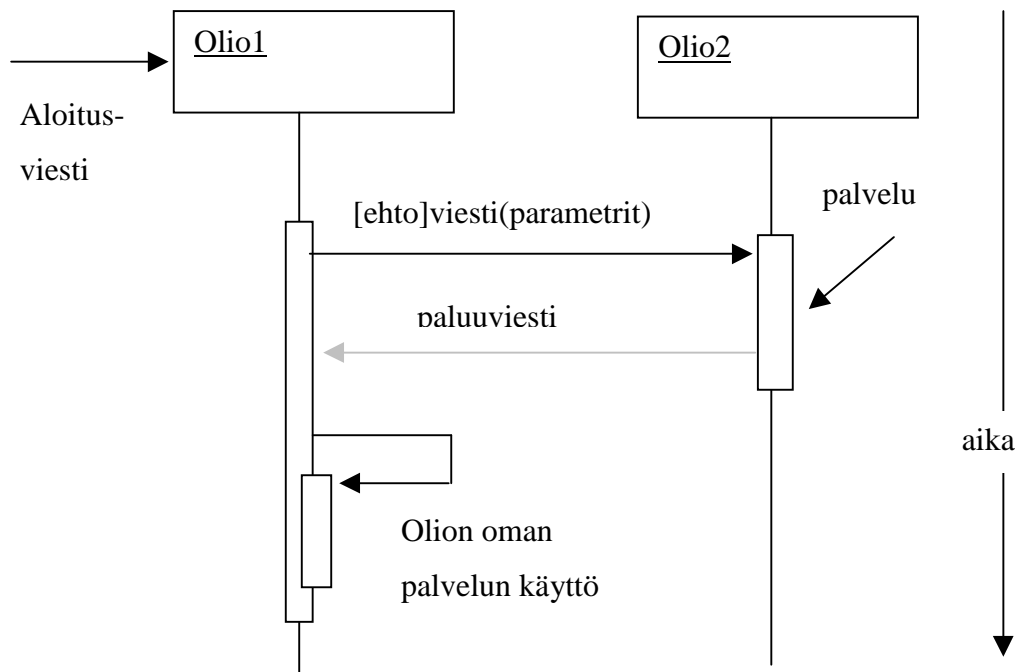 Olio1
Olio2
Aloitus-
viesti
[ehto]viesti(parametrit)
palvelu
paluuviesti
aika
Olion oman
palvelun käyttö